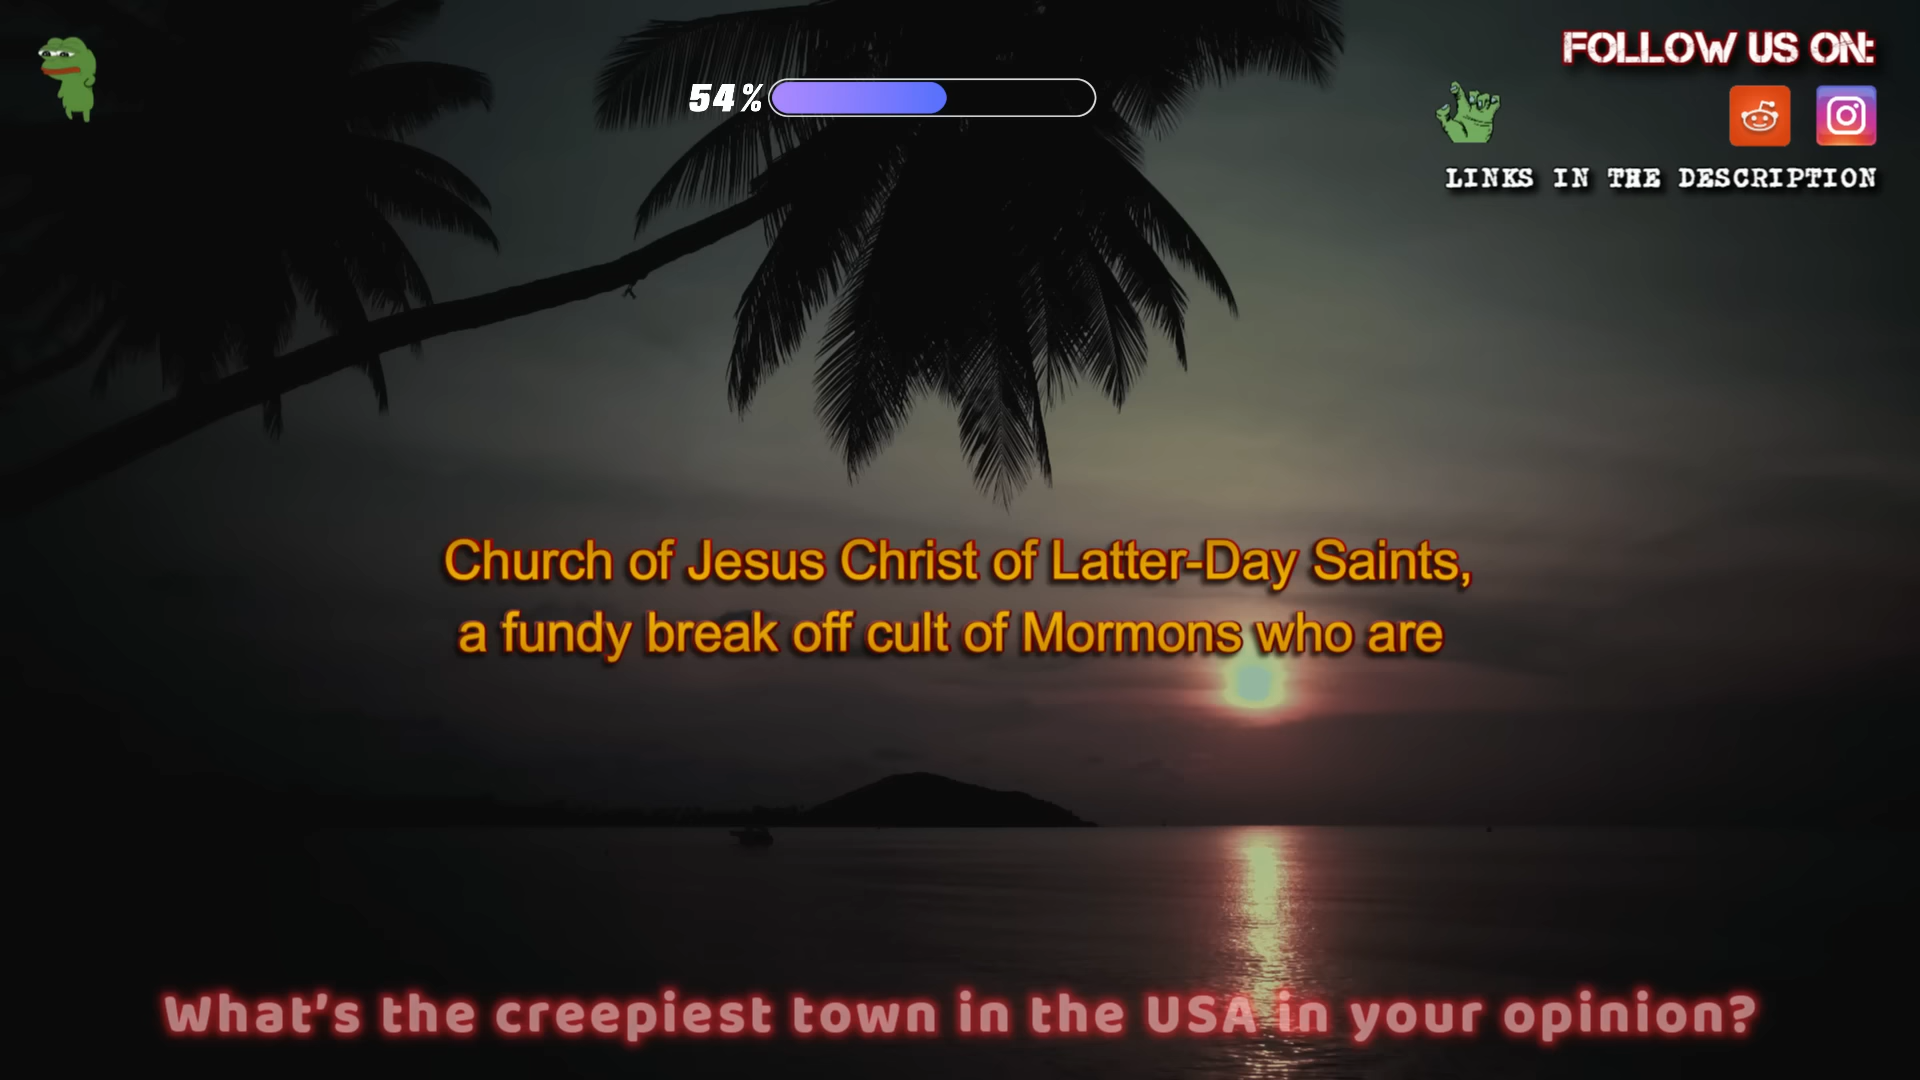 FOLLOW US ON:
54%
LINKS IN THE DESCRIPTION
Church of Jesus Christ of Latter-Day Saints,
a fundy break off cult of Mormons who are
What's the creepiest town in the USA in your opinion?